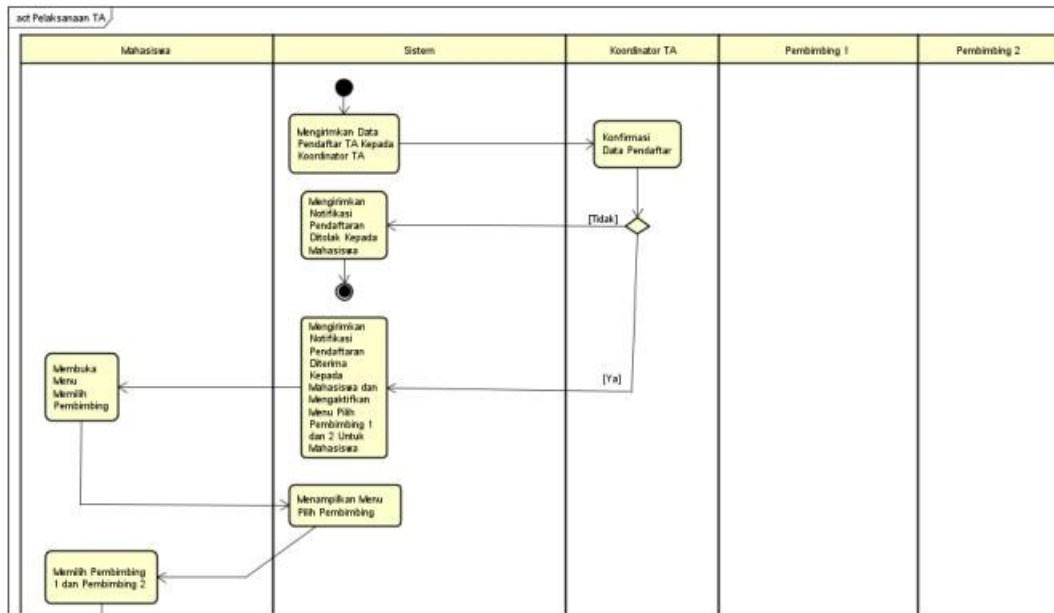 act Pelaksanaan TA
Mahasiswa
Sistem
Koordinator TA
Pembimbing 1
Pembimbing 2
Mengirimkan Data
Pendaftar TA Kepada
Koordinator TA
Konfirmasi
Data Pendaftar
Mengirimkan
Notifikasi
Pendaftaran
Ditolak Kepada
Mahasiswa
[Tidak]
Mengirimkan
Notifikasi
Pendaftaran
Diterima
Kepada
Mahasiswa dan
Mengaktifkan
Menu Pilih
Pembimbing 1
dan 2 Untuk
Mahasiswa
[Ya]
Membuka
Menu
Memilih
Pembimbing
Menampilkan Menu
Pilih Pembimbing
Memilih Pembimbing
1 dan Pembimbing 2